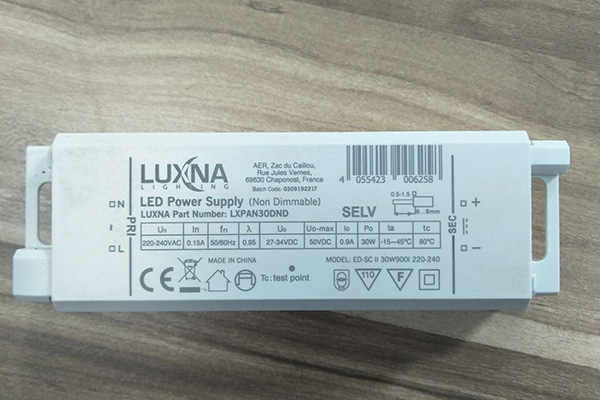 LUXNA
LIGHTING
AER, Zac du Caillou,
Rue Jules Vernes,
69630 Chaponost, France
Batch Code: 0309192217
4 055423 006258
LED Power Supply (Non Dimmable)
LUXNA Part Number: LXPAN30DND
SELV
0.5-1.5
8mm
N
~
L
PRI
SEC
+
−
Un In fn λ Uo Uo-max Io Po ta tc
220-240VAC 0.15A 50/60Hz 0.95 27-34VDC 50VDC 0.9A 30W -15—45℃ 80℃
CE
MADE IN CHINA
Tc: test point
MODEL: ED-SC II 30W900I 220-240
110
F